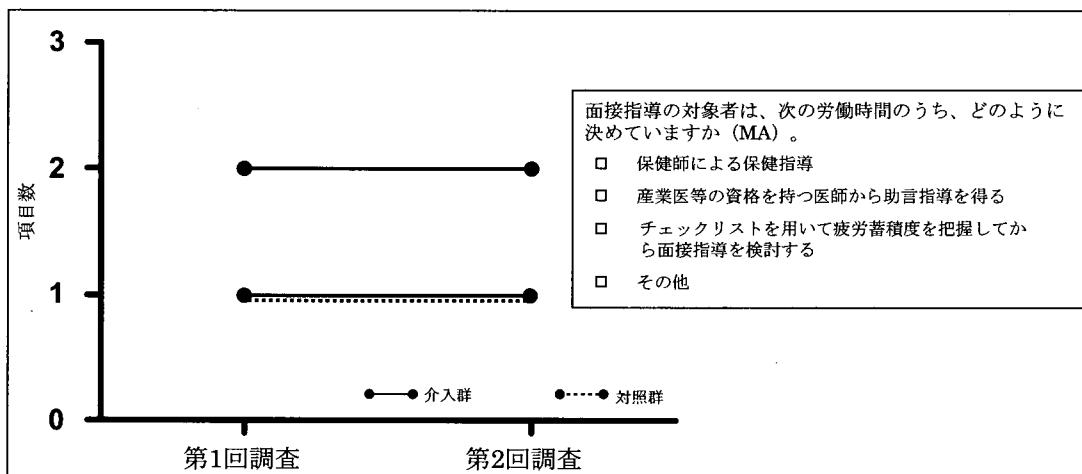 3
2
1
0
項目数
第1回調査
第2回調査
介入群
対照群
面接指導の対象者は、次の労働時間のうち、どのように
決めていますか（MA）。
□ 保健師による保健指導
□ 産業医等の資格を持つ医師から助言指導を得る
□ チェックリストを用いて疲労蓄積度を把握してか
ら面接指導を検討する
□ その他